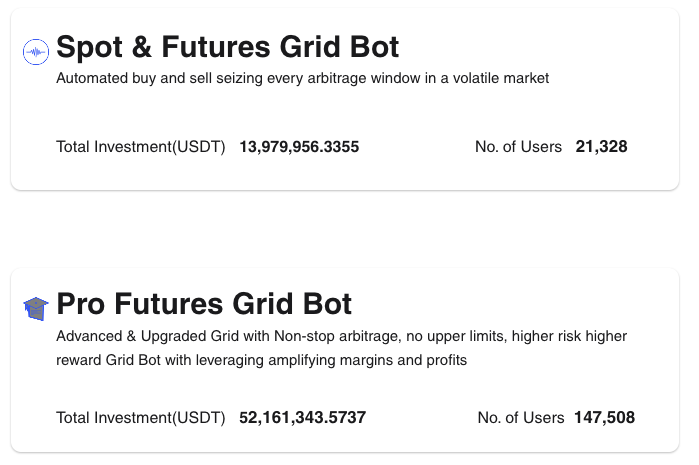 Spot & Futures Grid Bot
Automated buy and sell seizing every arbitrage window in a volatile market
Total Investment(USDT) 13,979,956.3355 No. of Users 21,328
Pro Futures Grid Bot
Advanced & Upgraded Grid with Non-stop arbitrage, no upper limits, higher risk higher
reward Grid Bot with leveraging amplifying margins and profits
Total Investment(USDT) 52,161,343.5737 No. of Users 147,508